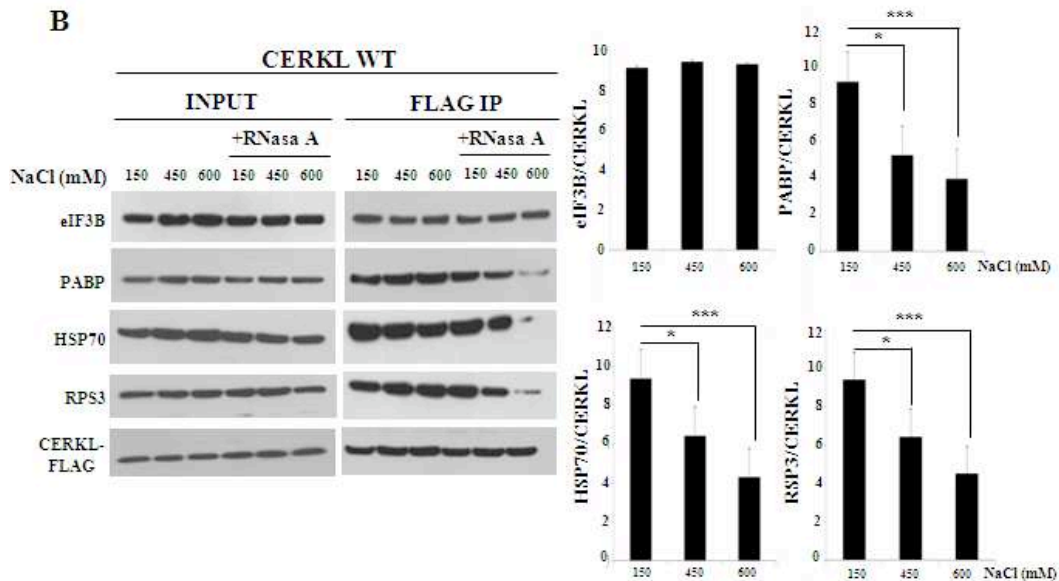 B
CERKL WT
INPUT
FLAG IP
+RNasa A
+RNasa A
NaCl (mM)
150 450 600 150 450 600
150 450 600 150 450 600
eIF3B
PABP
HSP70
RPS3
CERKL-
FLAG
eIF3B/CERKL
10
8
6
4
2
0
150 450 600
PABP/CERKL
12
10
8
6
4
2
0
***
*
150 450 600 NaCl (mM)
HSP70/CERKL
12
10
8
6
4
2
0
***
*
150 450 600
RSP3/CERKL
12
10
8
6
4
2
0
***
*
150 450 600 NaCl (mM)